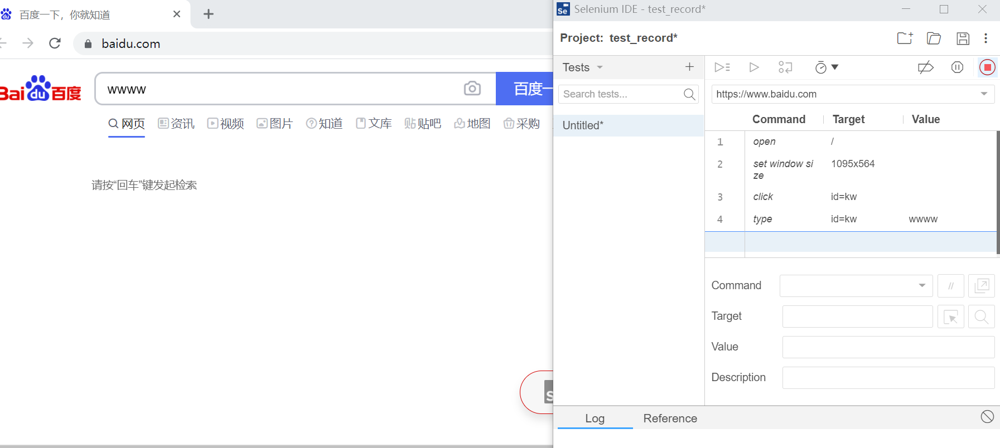 百度一下，你就知道
baidu.com
Bai du 百度
wwww
百度一
网页 资讯 视频 图片 知道 文库 贴吧 地图 采购
请按“回车”键发起检索
Se
Selenium IDE - test_record*
Project: test_record*
Tests
Search tests...
Untitled*
https://www.baidu.com
Command Target Value
1 open /
2 set window si
ze 1095x564
3 click id=kw
4 type id=kw wwww
Command
//
Target
Value
Description
Log Reference